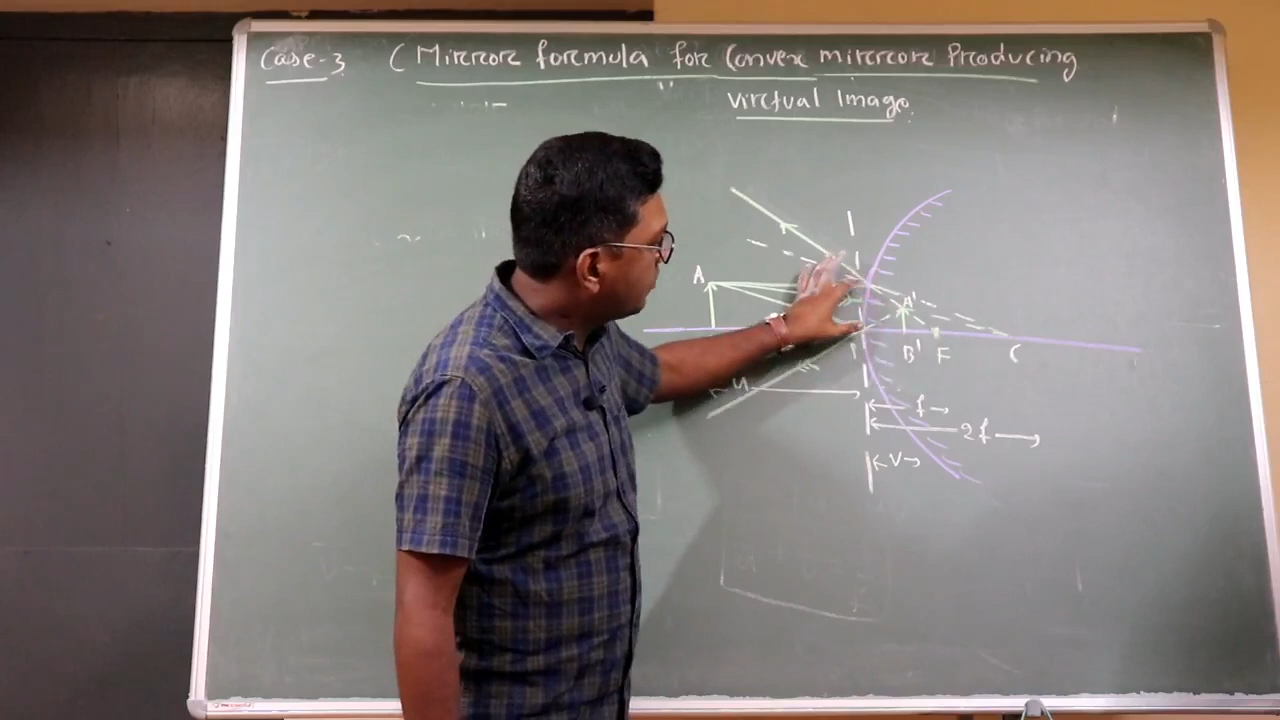 Case-3 ( Mirror formula for Convex mirror Producing
virtual Image.
A
A'
B' F C
u
f
2f
v